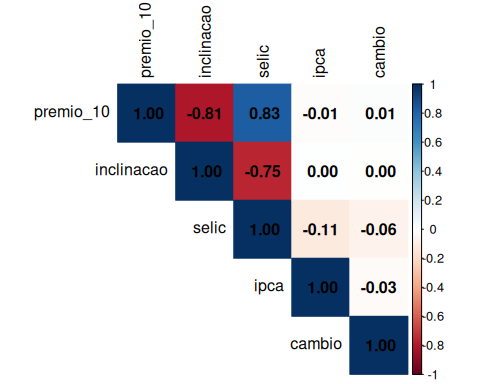 premio_10
inclinacao
selic
ipca
cambio
premio_10 1.00 -0.81 0.83 -0.01 0.01
inclinacao 1.00 -0.75 0.00 0.00
selic 1.00 -0.11 -0.06
ipca 1.00 -0.03
cambio 1.00
1
0.8
0.6
0.4
0.2
0
-0.2
-0.4
-0.6
-0.8
-1